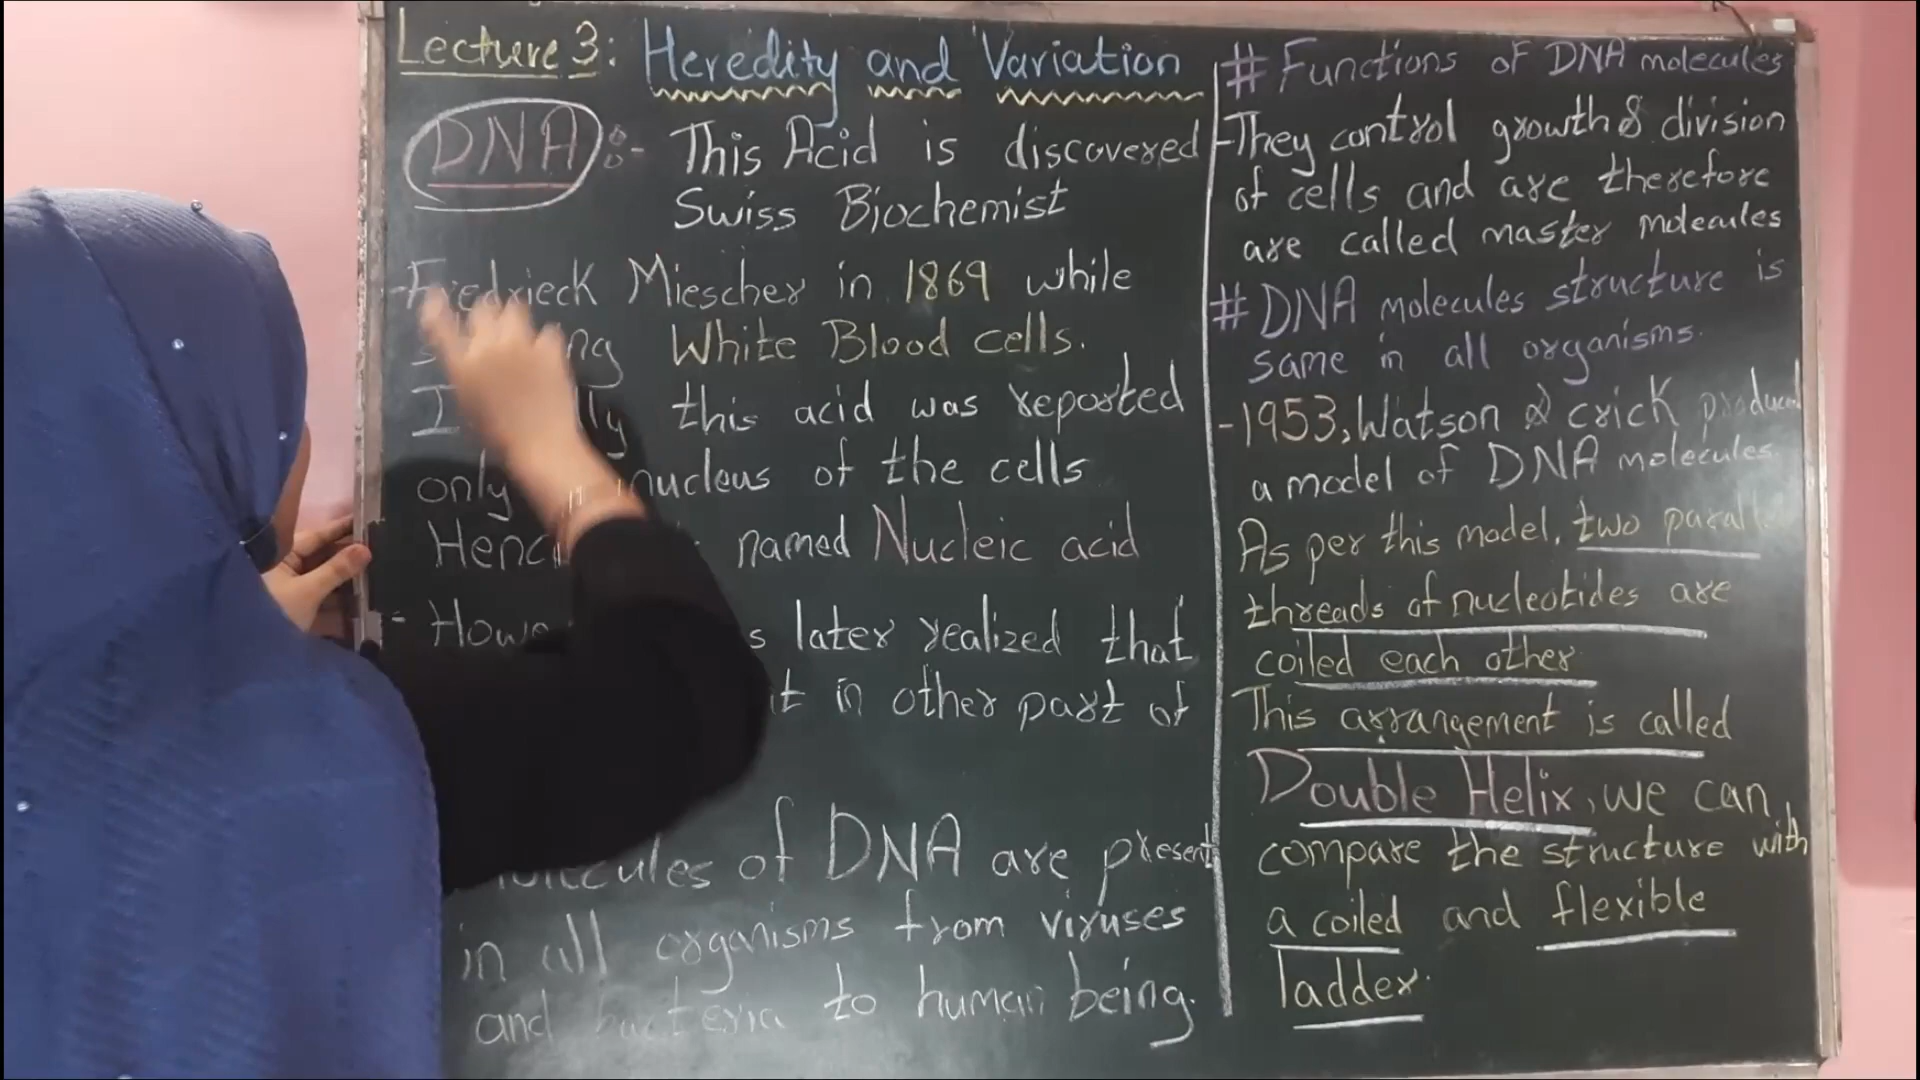 Lecture 3: Heredity and Variation
DNA :- This Acid is discovered
Swiss Biochemist
- Fredrieck Miescher in 1869 while
White Blood cells.
this acid was reported
only nucleus of the cells
named Nucleic acid
- later realized that
it in other part of
molecules of DNA are present
in all organisms from viruses
and bacteria to human being.
# Functions of DNA molecules
- They control growth & division
of cells and are therefore
are called master molecules
# DNA molecules structure is
same in all organisms.
- 1953, Watson & crick produced
a model of DNA molecules.
As per this model, two
threads of nucleotides are
coiled each other.
This arrangement is called
Double Helix, we can
compare the structure with
a coiled and flexible
ladder.